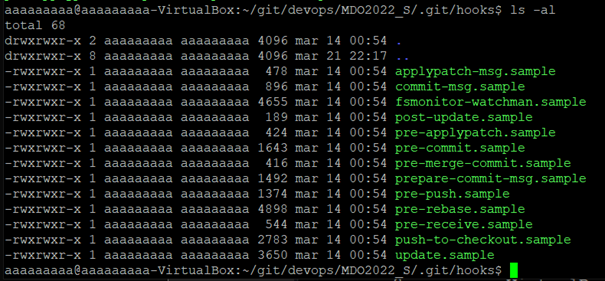 aaaaaaaaa@aaaaaaaaa-VirtualBox:~/git/devops/MDO2022_S/.git/hooks$ ls -al
total 68
drwxrwxr-x 2 aaaaaaaaa aaaaaaaaa 4096 mar 14 00:54 .
drwxrwxr-x 8 aaaaaaaaa aaaaaaaaa 4096 mar 21 22:17 ..
-rwxrwxr-x 1 aaaaaaaaa aaaaaaaaa  478 mar 14 00:54 applypatch-msg.sample
-rwxrwxr-x 1 aaaaaaaaa aaaaaaaaa  896 mar 14 00:54 commit-msg.sample
-rwxrwxr-x 1 aaaaaaaaa aaaaaaaaa 4655 mar 14 00:54 fsmonitor-watchman.sample
-rwxrwxr-x 1 aaaaaaaaa aaaaaaaaa  189 mar 14 00:54 post-update.sample
-rwxrwxr-x 1 aaaaaaaaa aaaaaaaaa  424 mar 14 00:54 pre-applypatch.sample
-rwxrwxr-x 1 aaaaaaaaa aaaaaaaaa 1643 mar 14 00:54 pre-commit.sample
-rwxrwxr-x 1 aaaaaaaaa aaaaaaaaa  416 mar 14 00:54 pre-merge-commit.sample
-rwxrwxr-x 1 aaaaaaaaa aaaaaaaaa 1492 mar 14 00:54 prepare-commit-msg.sample
-rwxrwxr-x 1 aaaaaaaaa aaaaaaaaa 1374 mar 14 00:54 pre-push.sample
-rwxrwxr-x 1 aaaaaaaaa aaaaaaaaa 4898 mar 14 00:54 pre-rebase.sample
-rwxrwxr-x 1 aaaaaaaaa aaaaaaaaa  544 mar 14 00:54 pre-receive.sample
-rwxrwxr-x 1 aaaaaaaaa aaaaaaaaa 2783 mar 14 00:54 push-to-checkout.sample
-rwxrwxr-x 1 aaaaaaaaa aaaaaaaaa 3650 mar 14 00:54 update.sample
aaaaaaaaa@aaaaaaaaa-VirtualBox:~/git/devops/MDO2022_S/.git/hooks$